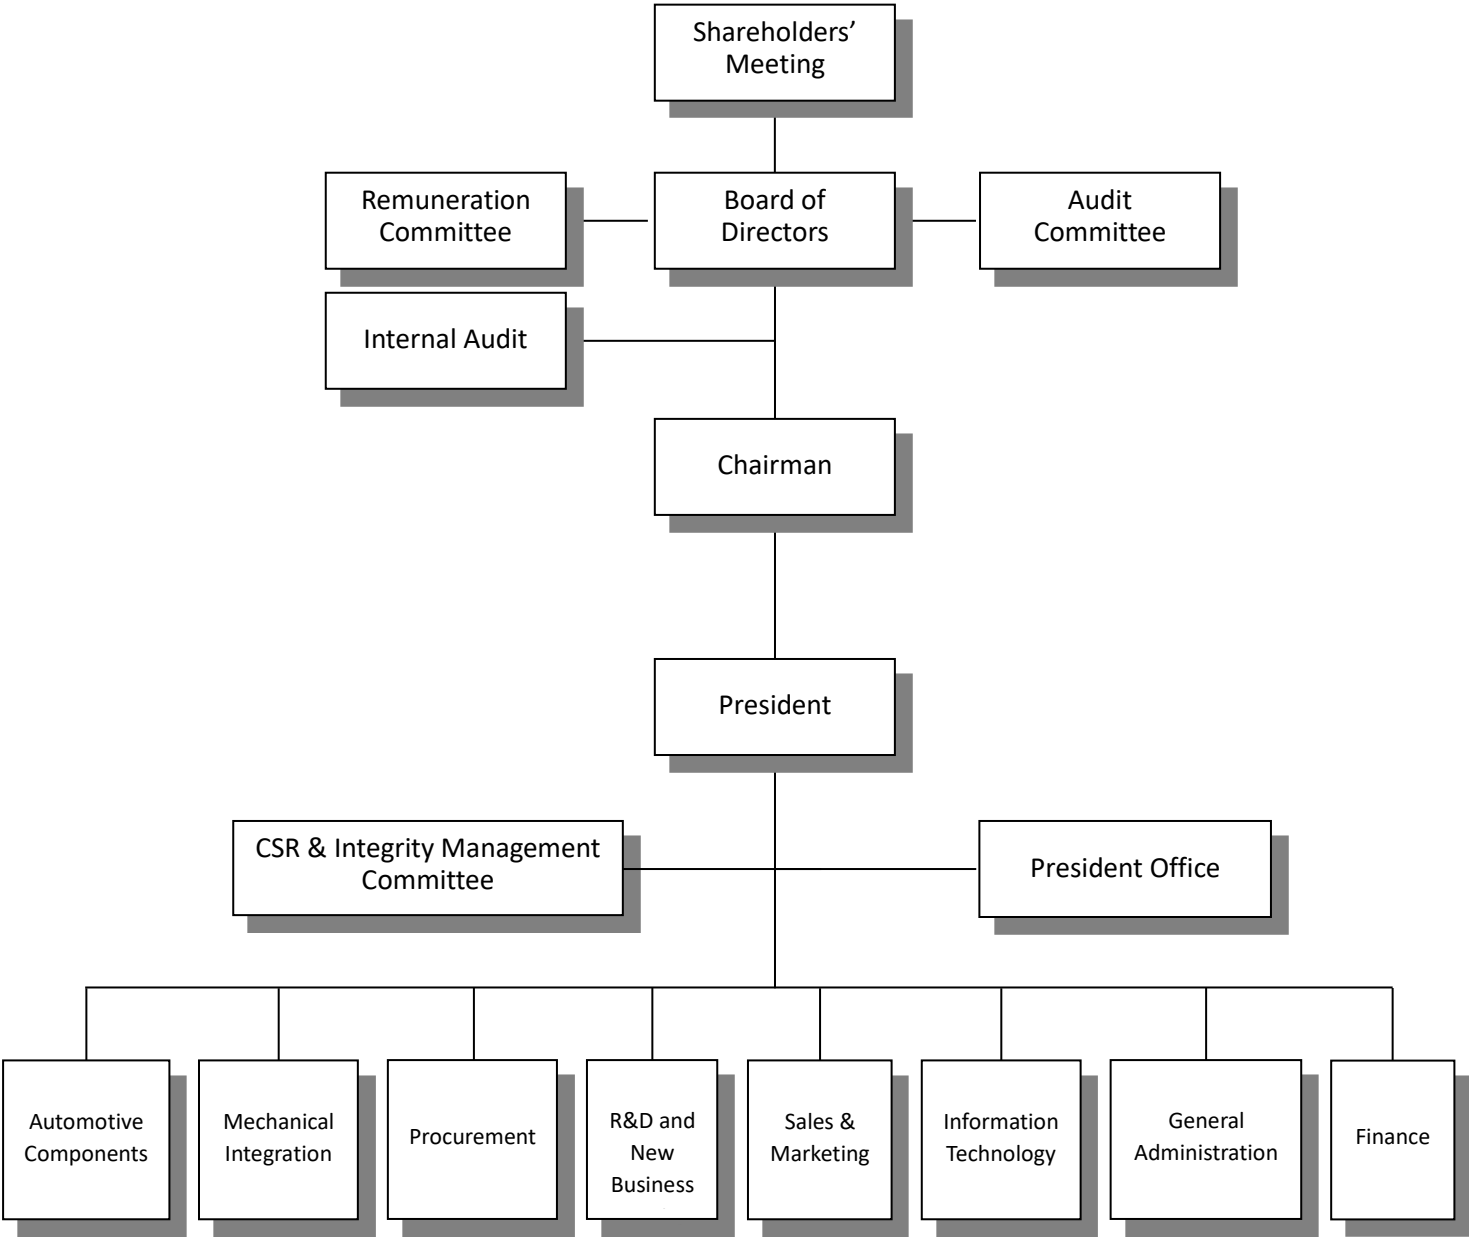 Shareholders’
Meeting
Remuneration
Committee
Board of
Directors
Audit
Committee
Internal Audit
Chairman
President
CSR & Integrity Management
Committee
President Office
Automotive
Components
Mechanical
Integration
Procurement
R&D and
New
Business
Sales &
Marketing
Information
Technology
General
Administration
Finance